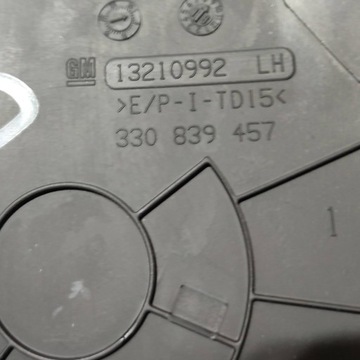 GM 13210992 LH
>E/P-I-TD15<
330 839 457
1